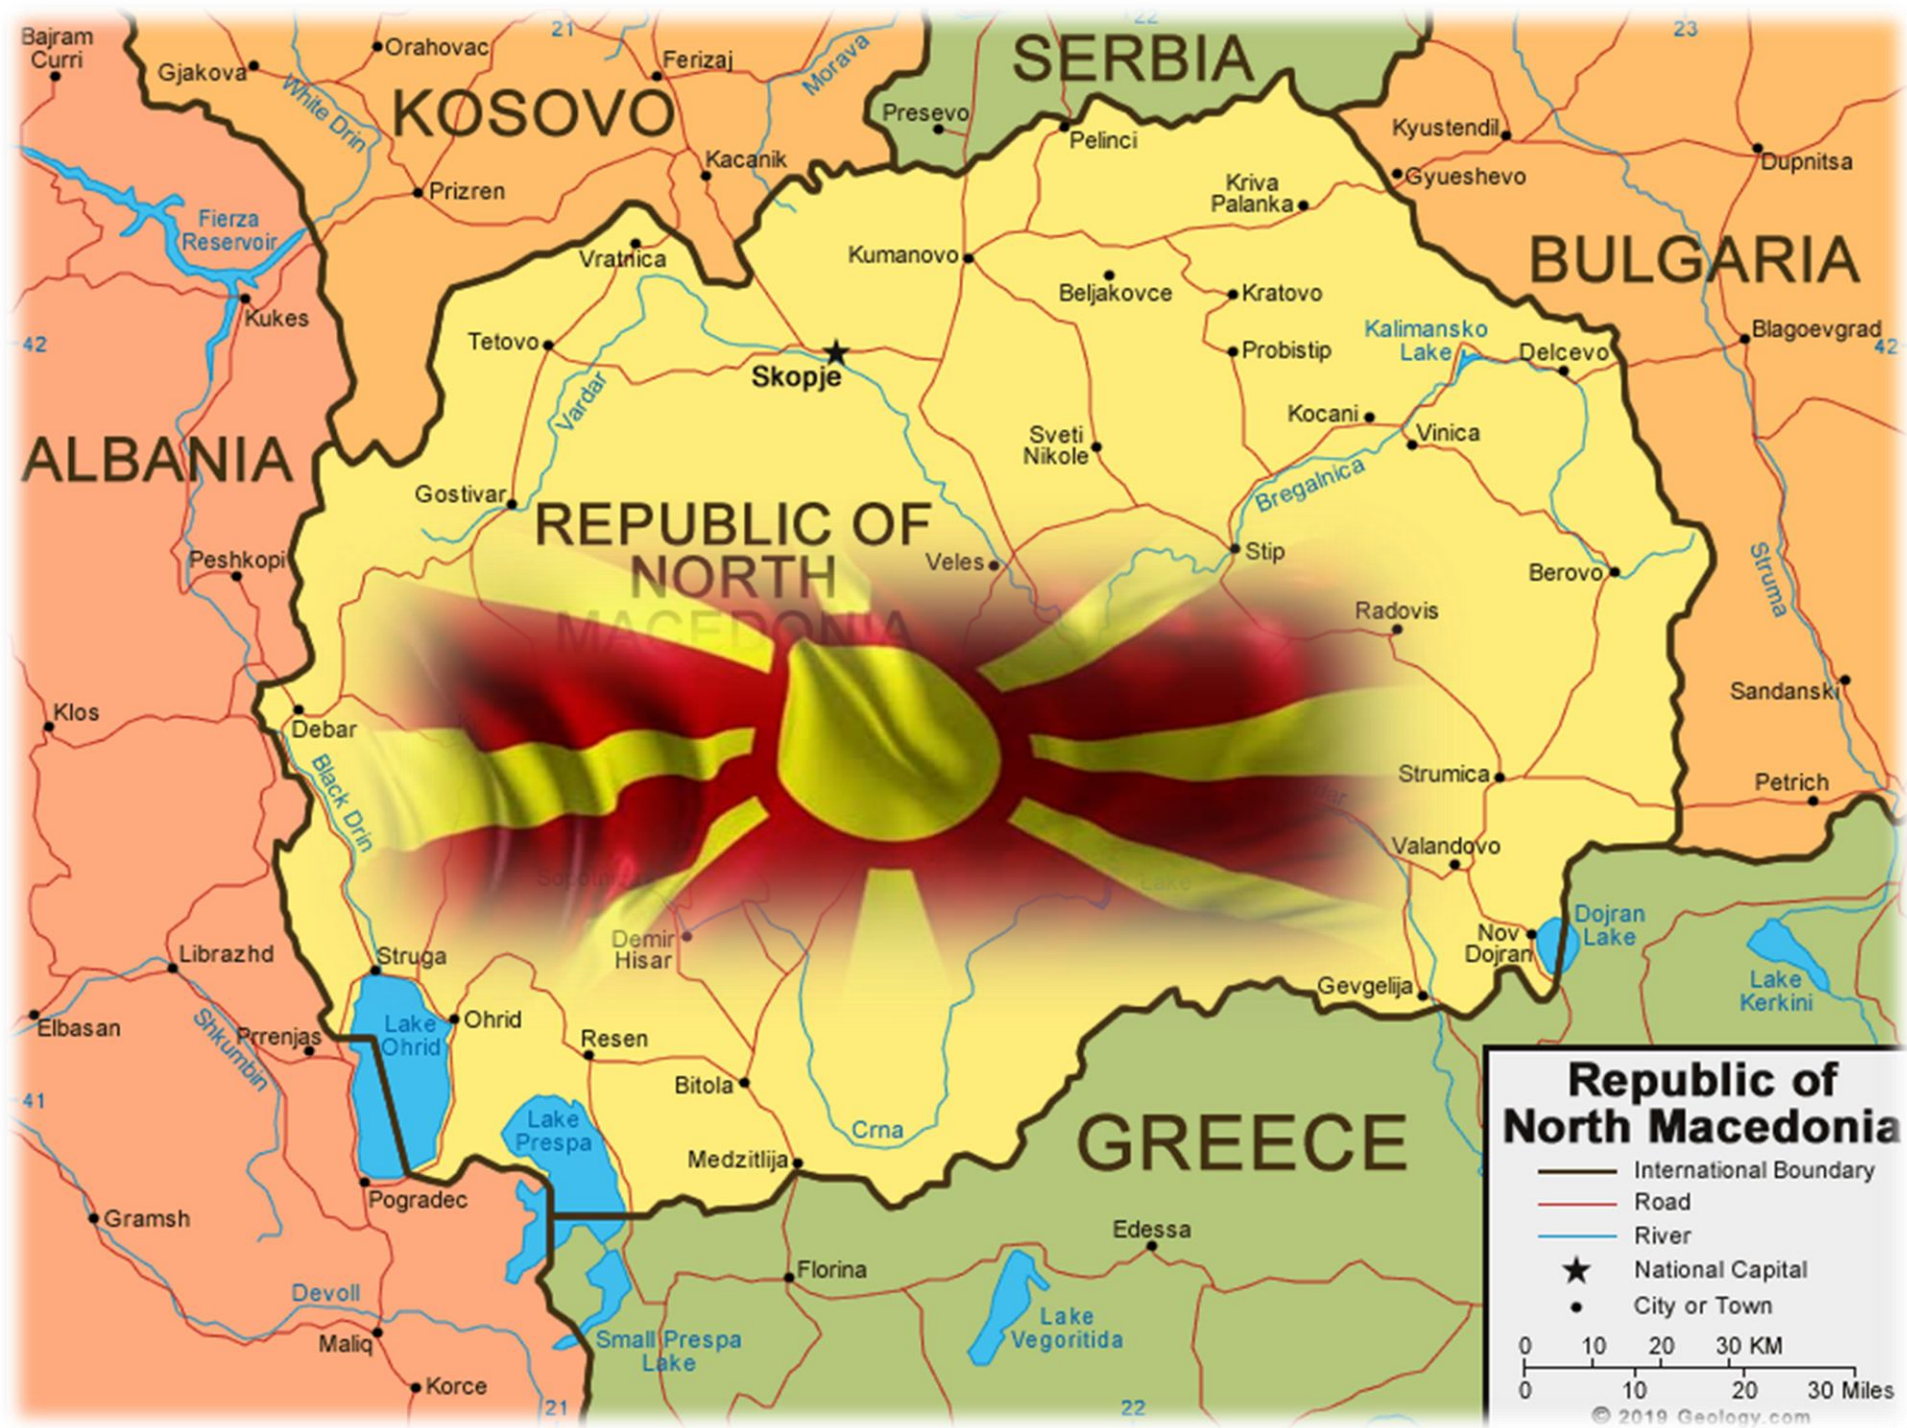 21
22
23
Bajram
Curri
Gjakova
Orahovac
Ferizaj
Morava
White Drin
KOSOVO
SERBIA
Presevo
Pelinci
Kyustendil
Dupnitsa
Kacanik
Prizren
Gyueshevo
Kriva
Palanka
Fierza
Reservoir
Vratnica
Kumanovo
BULGARIA
Beljakovce
Kratovo
Kukes
42
Tetovo
Skopje
Probistip
Kalimansko
Lake
Delcevo
Blagoevgrad
42
Vardar
Kocani
Vinica
ALBANIA
Sveti
Nikole
Bregalnica
Gostivar
REPUBLIC OF
NORTH
MACEDONIA
Veles
Stip
Peshkopi
Berovo
Struma
Radovis
Klos
Debar
Sandanski
Black Drin
Strumica
Petrich
Valandovo
Lake
Demir
Hisar
Struga
Librazhd
Nov
Dojran
Dojran
Lake
Gevgelija
Lake
Kerkini
Elbasan
Shkumbin
Prrenjas
Lake
Ohrid
Ohrid
Resen
Bitola
41
Lake
Prespa
Crna
GREECE
Medzitlija
Pogradec
Gramsh
Edessa
Florina
Devoll
Maliq
Small Prespa
Lake
Lake
Vegoritida
Korce
21
22
Republic of
North Macedonia
International Boundary
Road
River
National Capital
City or Town
0 10 20 30 KM
0 10 20 30 Miles
© 2019 Geology.com